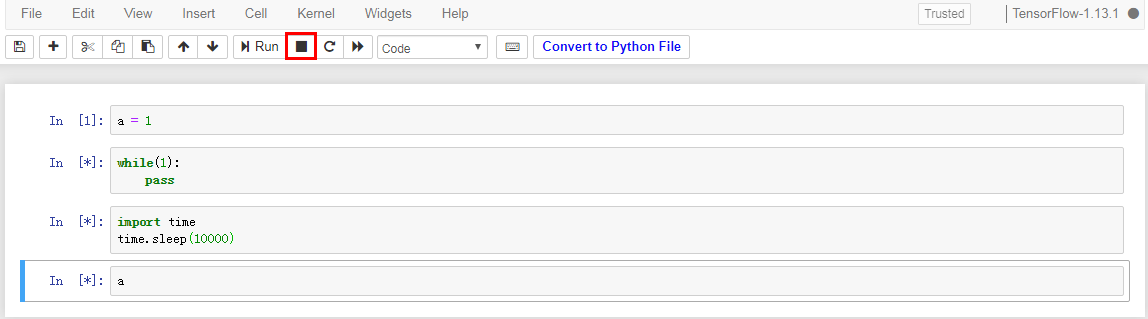 File Edit View Insert Cell Kernel Widgets Help Trusted TensorFlow-1.13.1
Run Code Convert to Python File
In [1]: a = 1
In [*]: while(1):
pass
In [*]: import time
time.sleep(10000)
In [*]: a